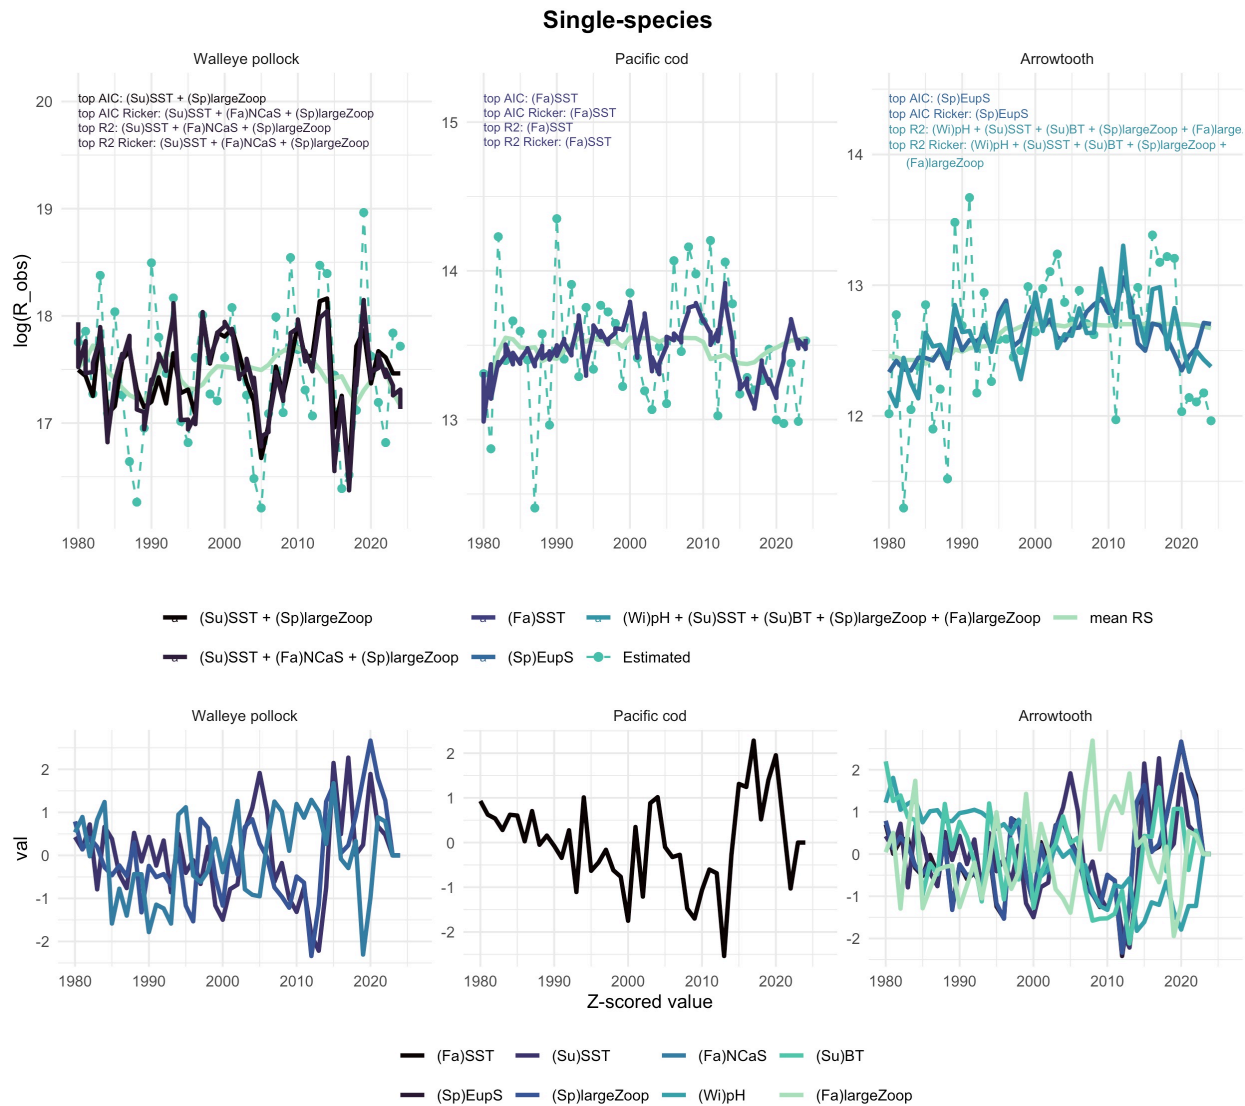 Single-species
Walleye pollock
Pacific cod
Arrowtooth
top AIC: (Su)SST + (Sp)largeZoop
top AIC Ricker: (Su)SST + (Fa)NCaS + (Sp)largeZoop
top R2: (Su)SST + (Fa)NCaS + (Sp)largeZoop
top R2 Ricker: (Su)SST + (Fa)NCaS + (Sp)largeZoop
top AIC: (Fa)SST
top AIC Ricker: (Fa)SST
top R2: (Fa)SST
top R2 Ricker: (Fa)SST
top AIC: (Sp)EupS
top AIC Ricker: (Sp)EupS
top R2: (Wi)pH + (Su)SST + (Su)BT + (Sp)largeZoop + (Fa)large
top R2 Ricker: (Wi)pH + (Su)SST + (Su)BT + (Sp)largeZoop +
(Fa)largeZoop
log(R_obs)
20
19
18
17
15
14
13
14
13
12
1980 1990 2000 2010 2020
1980 1990 2000 2010 2020
1980 1990 2000 2010 2020
(Su)SST + (Sp)largeZoop
(Fa)SST
(Wi)pH + (Su)SST + (Su)BT + (Sp)largeZoop + (Fa)largeZoop
mean RS
(Su)SST + (Fa)NCaS + (Sp)largeZoop
(Sp)EupS
Estimated
Walleye pollock
Pacific cod
Arrowtooth
val
2
1
0
-1
-2
2
1
0
-1
-2
2
1
0
-1
-2
1980 1990 2000 2010 2020
1980 1990 2000 2010 2020
1980 1990 2000 2010 2020
Z-scored value
(Fa)SST
(Su)SST
(Fa)NCaS
(Su)BT
(Sp)EupS
(Sp)largeZoop
(Wi)pH
(Fa)largeZoop